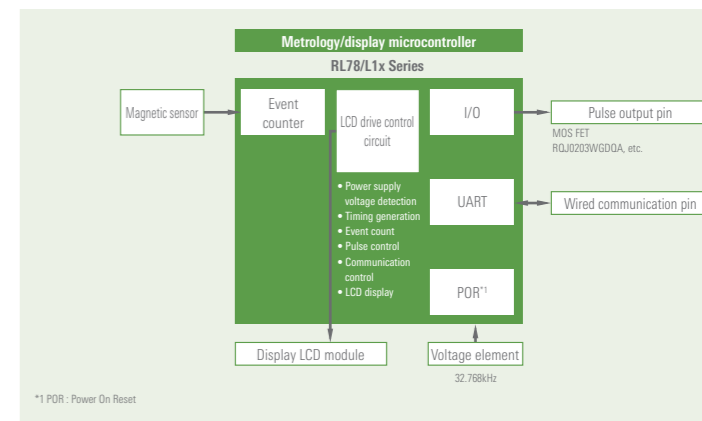 Metrology/display microcontroller
RL78/L1x Series
Magnetic sensor
Event
counter
LCD drive control
circuit
I/O
Pulse output pin
MOS FET
RQJ0203WGDQA, etc.
• Power supply
voltage detection
• Timing generation
• Event count
• Pulse control
• Communication
control
• LCD display
UART
Wired communication pin
POR*1
Display LCD module
Voltage element
32.768kHz
*1 POR : Power On Reset